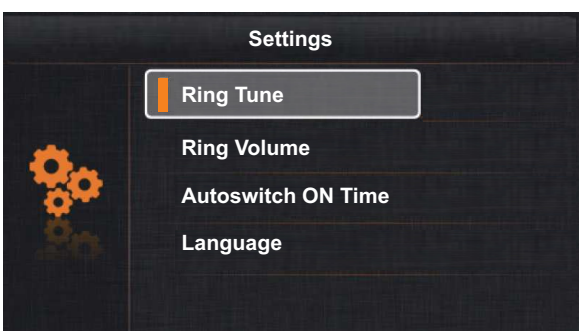 Settings
Ring Tune
Ring Volume
Autoswitch ON Time
Language